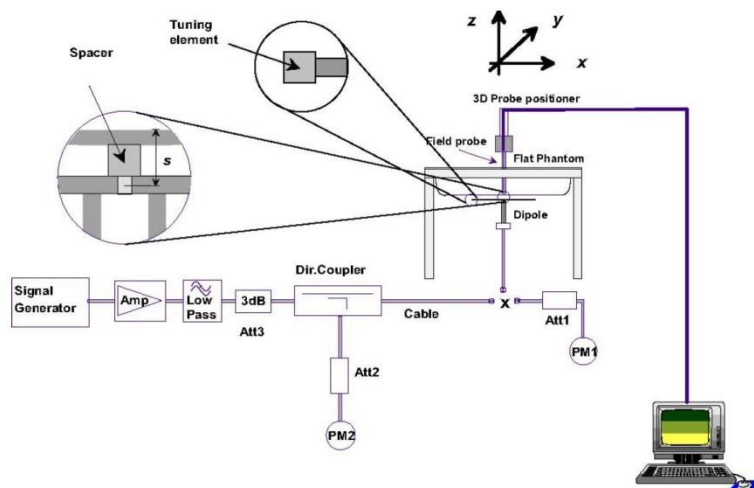 Tuning
element
Spacer
s
z
y
x
3D Probe positioner
Field probe
Flat Phantom
Dipole
Dir.Coupler
Signal
Generator
Amp
Low
Pass
3dB
Att3
Cable
x
Att1
PM1
Att2
PM2